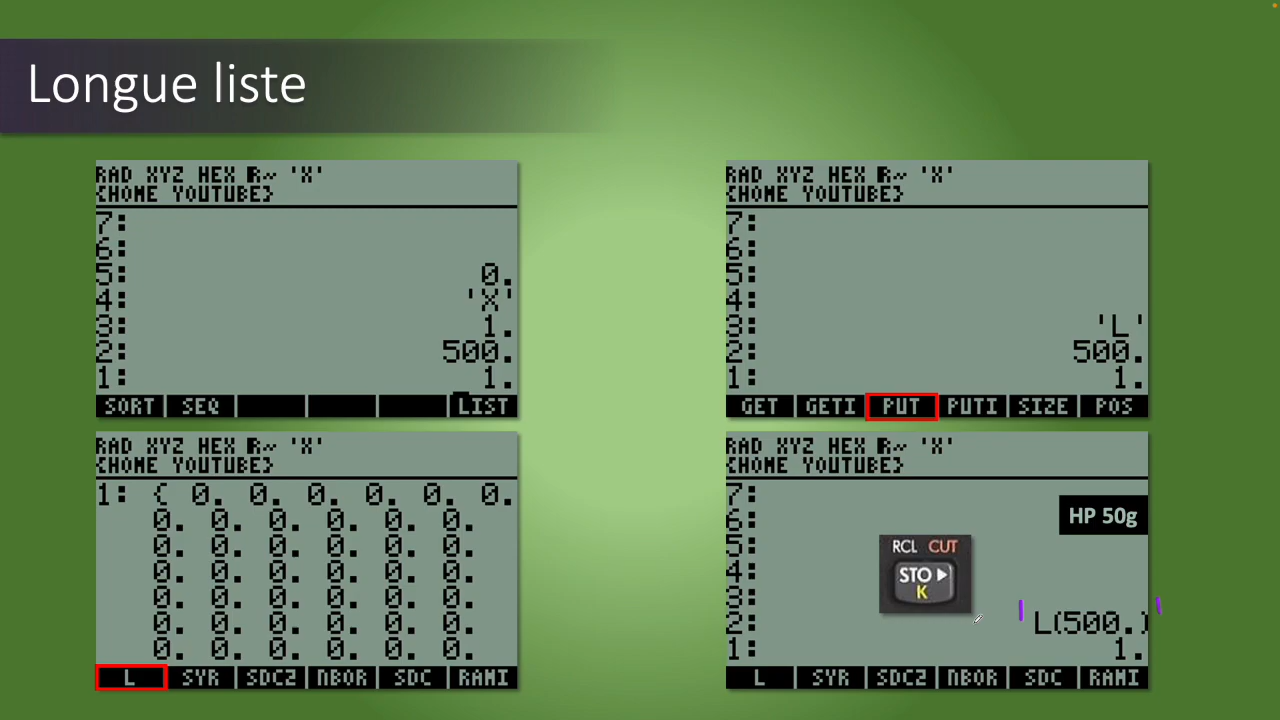 Longue liste
RAD XYZ HEX R~ 'X'
{HOME YOUTUBE}
7:
6:
5: 0.
4: 'X'
3: 1.
2: 500.
1: 1.
SORT SEQ LIST
RAD XYZ HEX R~ 'X'
{HOME YOUTUBE}
7:
6:
5:
4:
3: 'L'
2: 500.
1: 1.
GET GETI PUT PUTI SIZE POS
RAD XYZ HEX R~ 'X'
{HOME YOUTUBE}
1: { 0. 0. 0. 0. 0. 0.
0. 0. 0. 0. 0. 0.
0. 0. 0. 0. 0. 0.
0. 0. 0. 0. 0. 0.
0. 0. 0. 0. 0. 0.
0. 0. 0. 0. 0. 0.
0. 0. 0. 0. 0. 0.
L SYR SDC2 NBOR SDC RAMI
RAD XYZ HEX R~ 'X'
{HOME YOUTUBE}
7:
6:
5:
4:
3:
2: ' L(500.) '
1: 1.
HP 50g
RCL CUT
STO ▶
K
L SYR SDC2 NBOR SDC RAMI